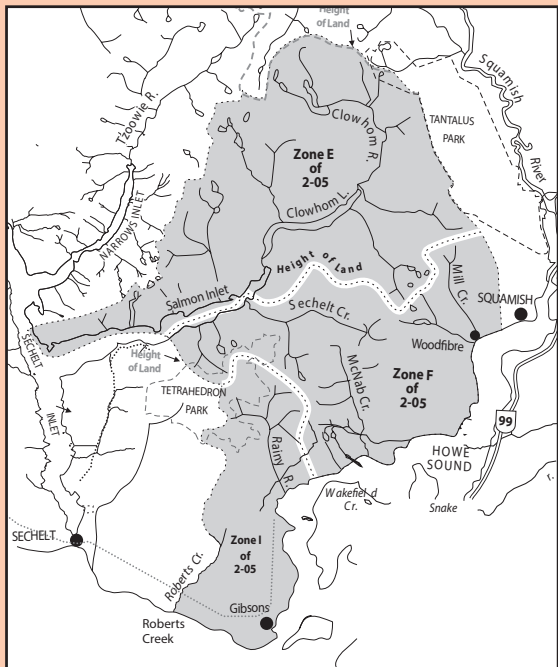 Height
of Land
Squamish
River
Tzoowie R.
Clowhom R.
TANTALUS
PARK
Zone E
of
2-05
NARROWS INLET
Clowhom L.
Height of Land
Salmon Inlet
Mill Cr.
SQUAMISH
Sechelt Cr.
SECHELT
INLET
Height
of Land
Woodfibre
TETRAHEDRON
PARK
McNab Cr.
Zone F
of
2-05
99
Rainy R.
HOWE
SOUND
Wakefiel d
Cr.
Snake
r.
SECHELT
Roberts Cr.
Zone I
of
2-05
Gibsons
Roberts
Creek